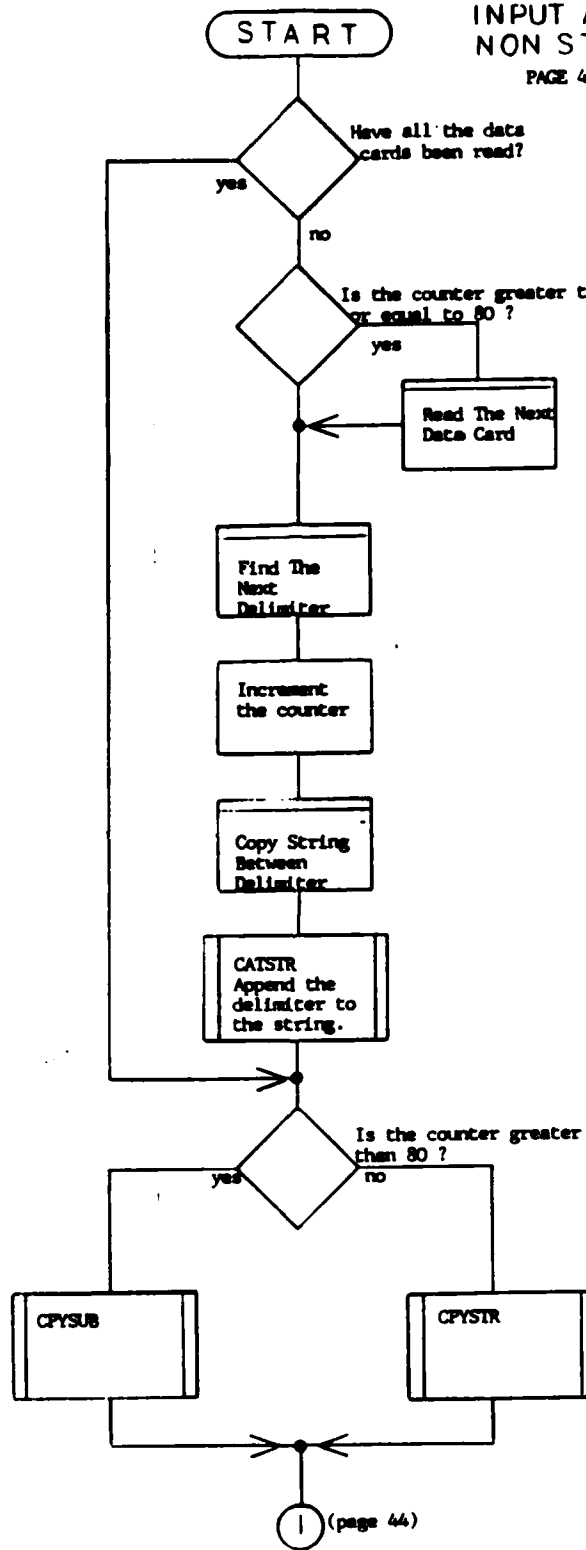 START
INPUT
NON ST
PAGE 4
Have all the data
cards been read?
yes
no
Is the counter greater t
or equal to 80 ?
yes
Read The Next
Data Card
Find The
Next
Delimiter
Increment
the counter
Copy String
Between
Delimiter
CATSTR
Append the
delimiter to
the string.
Is the counter greater
than 80 ?
yes
no
CPYSUB
CPYSTR
1
(page 44)